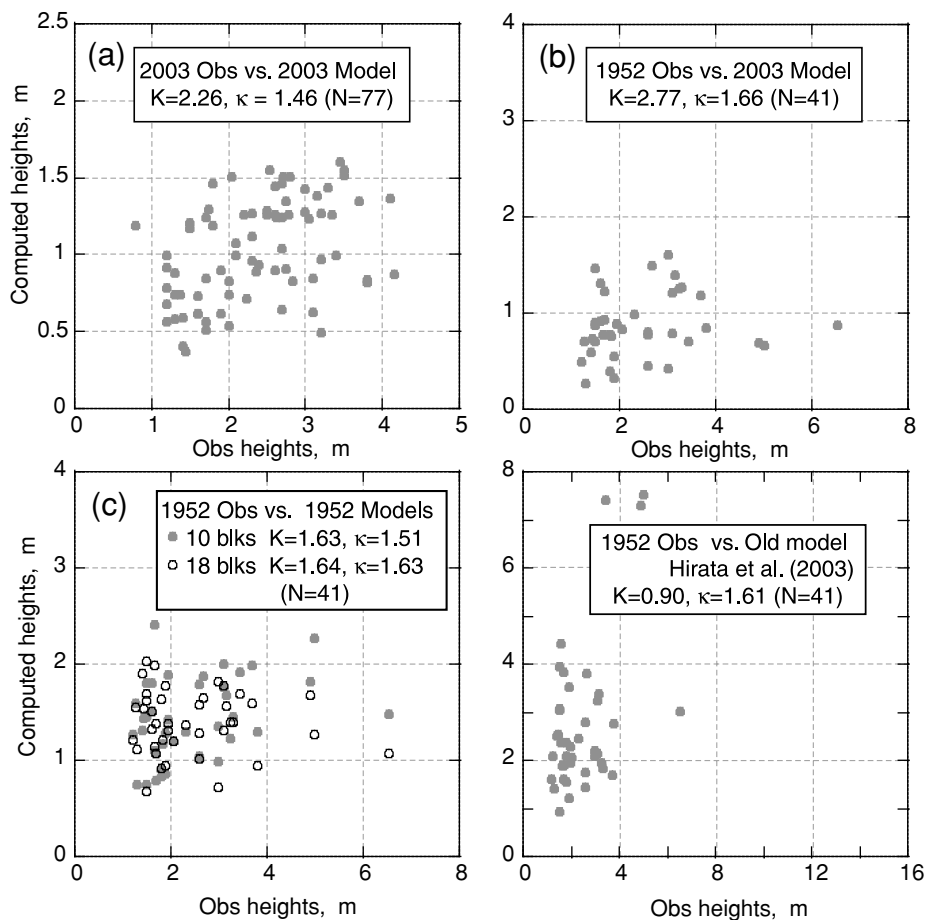 (a)
2003 Obs vs. 2003 Model
K=2.26, κ = 1.46 (N=77)
Computed heights, m
2.5
2
1.5
1
0.5
0
0 1 2 3 4 5
Obs heights, m
(b)
1952 Obs vs. 2003 Model
K=2.77, κ=1.66 (N=41)
4
3
2
1
0
0 2 4 6 8
Obs heights, m
(c)
1952 Obs vs. 1952 Models
10 blks K=1.63, κ=1.51
18 blks K=1.64, κ=1.63
(N=41)
Computed heights, m
4
3
2
1
0
0 2 4 6 8
Obs heights, m
1952 Obs vs. Old model
Hirata et al. (2003)
K=0.90, κ=1.61 (N=41)
8
6
4
2
0
0 4 8 12 16
Obs heights, m